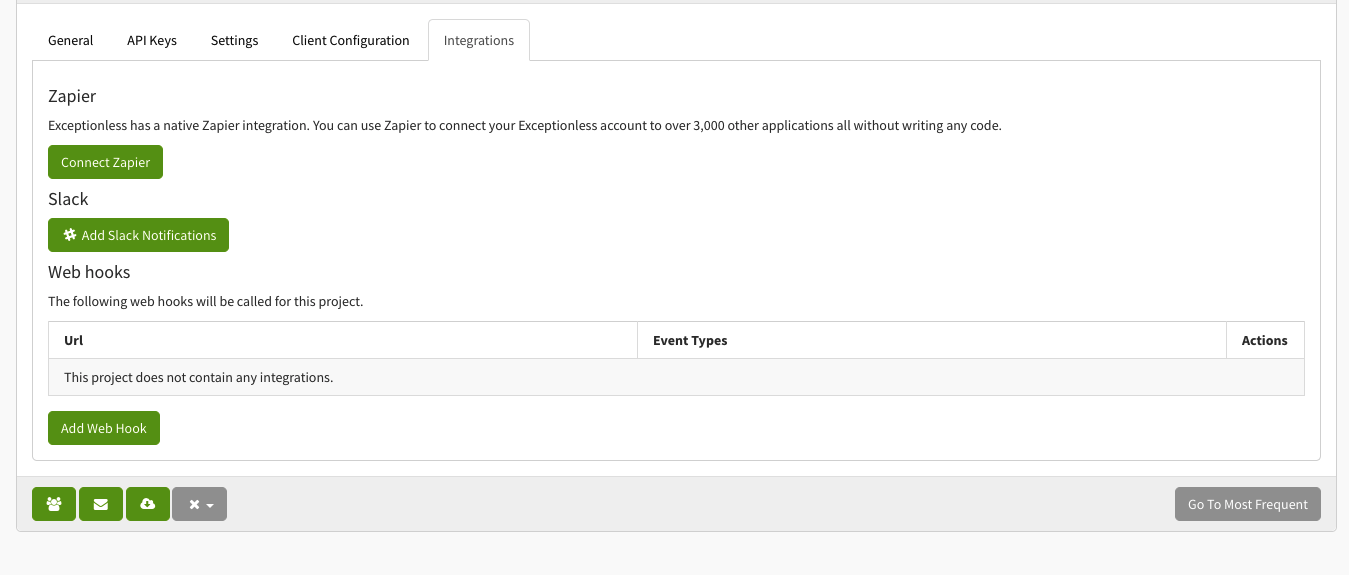 General API Keys Settings Client Configuration Integrations
Zapier
Exceptionless has a native Zapier integration. You can use Zapier to connect your Exceptionless account to over 3,000 other applications all without writing any code.
Connect Zapier
Slack
Add Slack Notifications
Web hooks
The following web hooks will be called for this project.
Url Event Types Actions
This project does not contain any integrations.
Add Web Hook
Go To Most Frequent